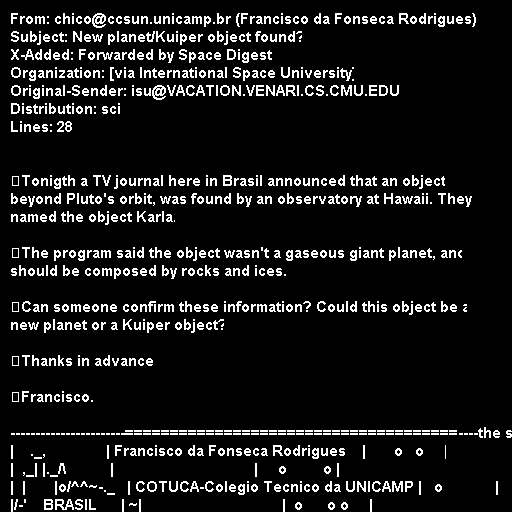 From: chico@ccsun.unicamp.br (Francisco da Fonseca Rodrigues)
Subject: New planet/Kuiper object found?
X-Added: Forwarded by Space Digest
Organization: [via International Space University]
Original-Sender: isu@VACATION.VENARI.CS.CMU.EDU
Distribution: sci
Lines: 28
Tonigth a TV journal here in Brasil announced that an object
beyond Pluto's orbit, was found by an observatory at Hawaii. They
named the object Karla.
The program said the object wasn't a gaseous giant planet, and
should be composed by rocks and ices.
Can someone confirm these information? Could this object be a
new planet or a Kuiper object?
Thanks in advance
Francisco.
-----------------------=====================================----the s
|    ._,               | Francisco da Fonseca Rodrigues    |       o   o     |
|  ,_| |._/\           |                                   |     o         o |
|  |       |o/^^~-._   | COTUCA-Colegio Tecnico da UNICAMP |   o             |
|/-'    BRASIL      | ~|                                   |  o      o o     |